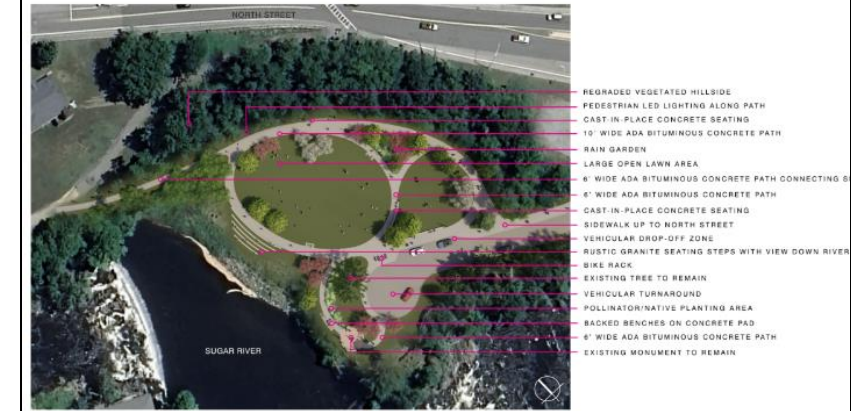 NORTH STREET
REGRADED VEGETATED HILLSIDE
PEDESTRIAN LED LIGHTING ALONG PATH
CAST-IN-PLACE CONCRETE SEATING
10' WIDE ADA BITUMINOUS CONCRETE PATH
RAIN GARDEN
LARGE OPEN LAWN AREA
6' WIDE ADA BITUMINOUS CONCRETE PATH CONNECTING
6' WIDE ADA BITUMINOUS CONCRETE PATH
CAST-IN-PLACE CONCRETE SEATING
SIDEWALK UP TO NORTH STREET
VEHICULAR DROP-OFF ZONE
RUSTIC GRANITE SEATING STEPS WITH VIEW DOWN RIVER
BIKE RACK
EXISTING TREE TO REMAIN
VEHICULAR TURNAROUND
POLLINATOR/NATIVE PLANTING AREA
BACKED BENCHES ON CONCRETE PAD
6' WIDE ADA BITUMINOUS CONCRETE PATH
EXISTING MONUMENT TO REMAIN
SUGAR RIVER